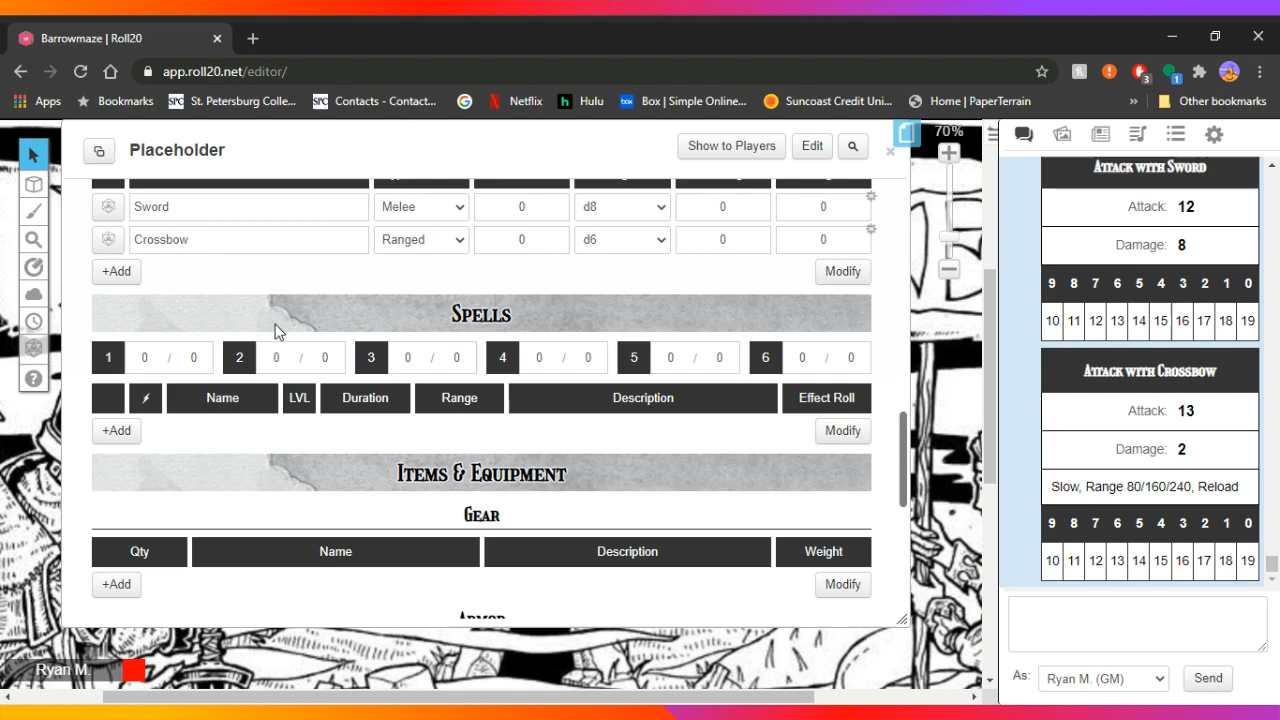 Barrowmaze | Roll20
app.roll20.net/editor/
3
1
Apps
Bookmarks
SPC St. Petersburg Colle...
SPC Contacts - Contact...
G
Netflix
h Hulu
box Box | Simple Onlin...
Suncoast Credit Uni...
Home | PaperTerrain
»
Other bookmarks
Placeholder
Show to Players
Edit
70%
Sword Melee 0 d8 0 0
Crossbow Ranged 0 d6 0 0
+Add
Modify
Spells
1 0 / 0 2 0 / 0 3 0 / 0 4 0 / 0 5 0 / 0 6 0 / 0
Name LVL Duration Range Description Effect Roll
+Add
Modify
Items & Equipment
Gear
Qty Name Description Weight
+Add
Modify
Ryan M.
Attack with Sword
Attack: 12
Damage: 8
9 8 7 6 5 4 3 2 1 0
10 11 12 13 14 15 16 17 18 19
Attack with Crossbow
Attack: 13
Damage: 2
Slow, Range 80/160/240, Reload
9 8 7 6 5 4 3 2 1 0
10 11 12 13 14 15 16 17 18 19
As: Ryan M. (GM)
Send